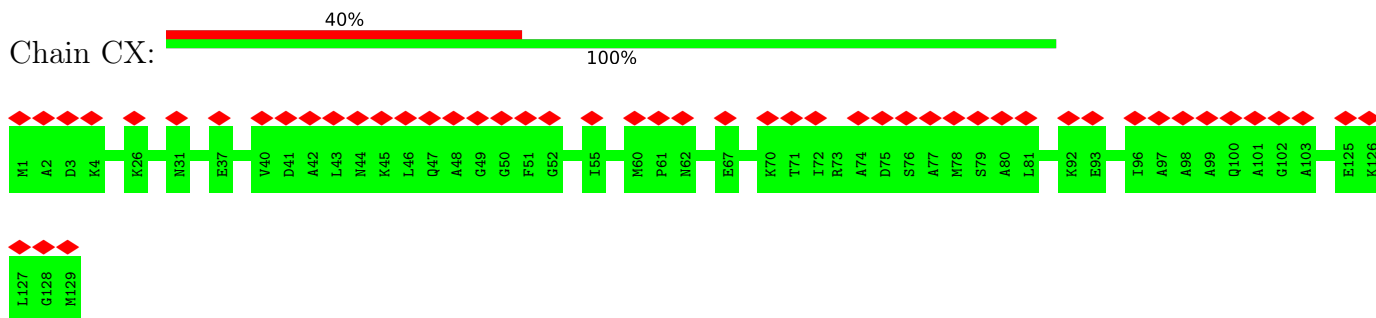 40%
Chain CX:
100%
M1 A2 D3 K4 K26 N31 E37 V40 D41 A42 L43 N44 K45 L46 Q47 A48 G49 G50 F51 G52 I55 M60 P61 N62 E67 K70 T71 I72 R73 A74 D75 S76 A77 M78 S79 A80 L81 K92 E93 I96 A97 A98 A99 Q100 A101 G102 A103 E125 K126
L127 G128 M129